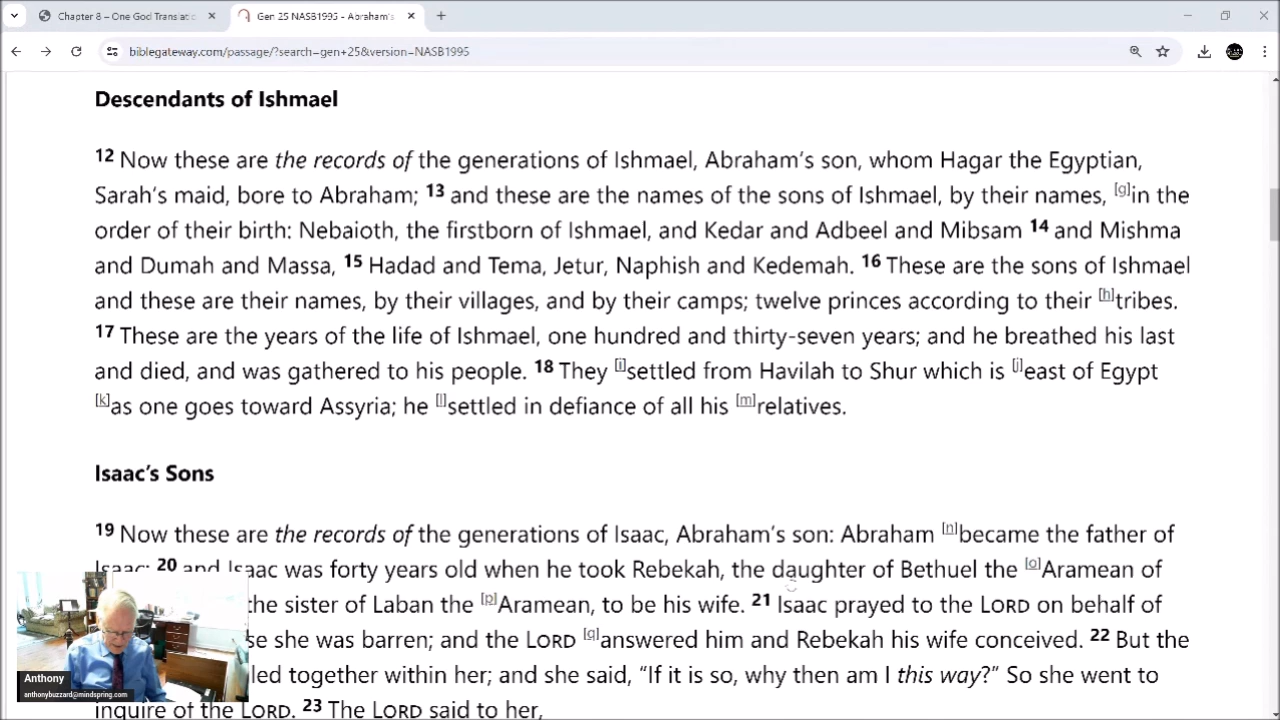 Chapter 8 – One God Translatio
Gen 25 NASB1995 - Abraham's
biblegateway.com/passage/?search=gen+25&version=NASB1995
Descendants of Ishmael
12 Now these are the records of the generations of Ishmael, Abraham's son, whom Hagar the Egyptian,
Sarah's maid, bore to Abraham; 13 and these are the names of the sons of Ishmael, by their names, [g]in the
order of their birth: Nebaioth, the firstborn of Ishmael, and Kedar and Adbeel and Mibsam 14 and Mishma
and Dumah and Massa, 15 Hadad and Tema, Jetur, Naphish and Kedemah. 16 These are the sons of Ishmael
and these are their names, by their villages, and by their camps; twelve princes according to their [h]tribes.
17 These are the years of the life of Ishmael, one hundred and thirty-seven years; and he breathed his last
and died, and was gathered to his people. 18 They [i]settled from Havilah to Shur which is [j]east of Egypt
[k]as one goes toward Assyria; he [l]settled in defiance of all his [m]relatives.
Isaac's Sons
19 Now these are the records of the generations of Isaac, Abraham's son: Abraham [n]became the father of
Isaac; 20 and Isaac was forty years old when he took Rebekah, the daughter of Bethuel the [o]Aramean of
the sister of Laban the [p]Aramean, to be his wife. 21 Isaac prayed to the LORD on behalf of
se she was barren; and the LORD [q]answered him and Rebekah his wife conceived. 22 But the
led together within her; and she said, "If it is so, why then am I this way?" So she went to
inquire of the LORD. 23 The LORD said to her,
Anthony
anthonybuzzard@mindspring.com